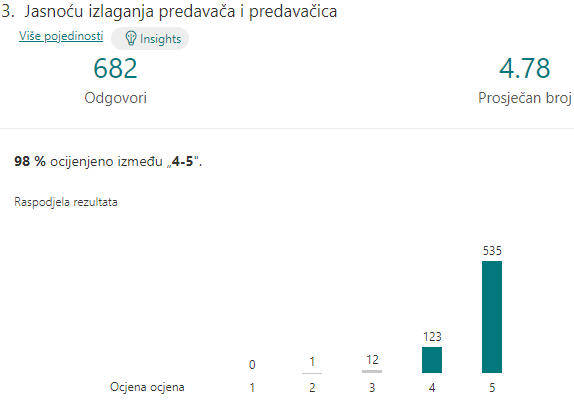 3. Jasnoću izlaganja predavača i predavačica
Više pojedinosti
Insights
682
Odgovori
4.78
Prosječan broj
98 % ocijenjeno između „4-5“.
Raspodjela rezultata
535
123
12
1
0
Ocjena ocjena 1 2 3 4 5